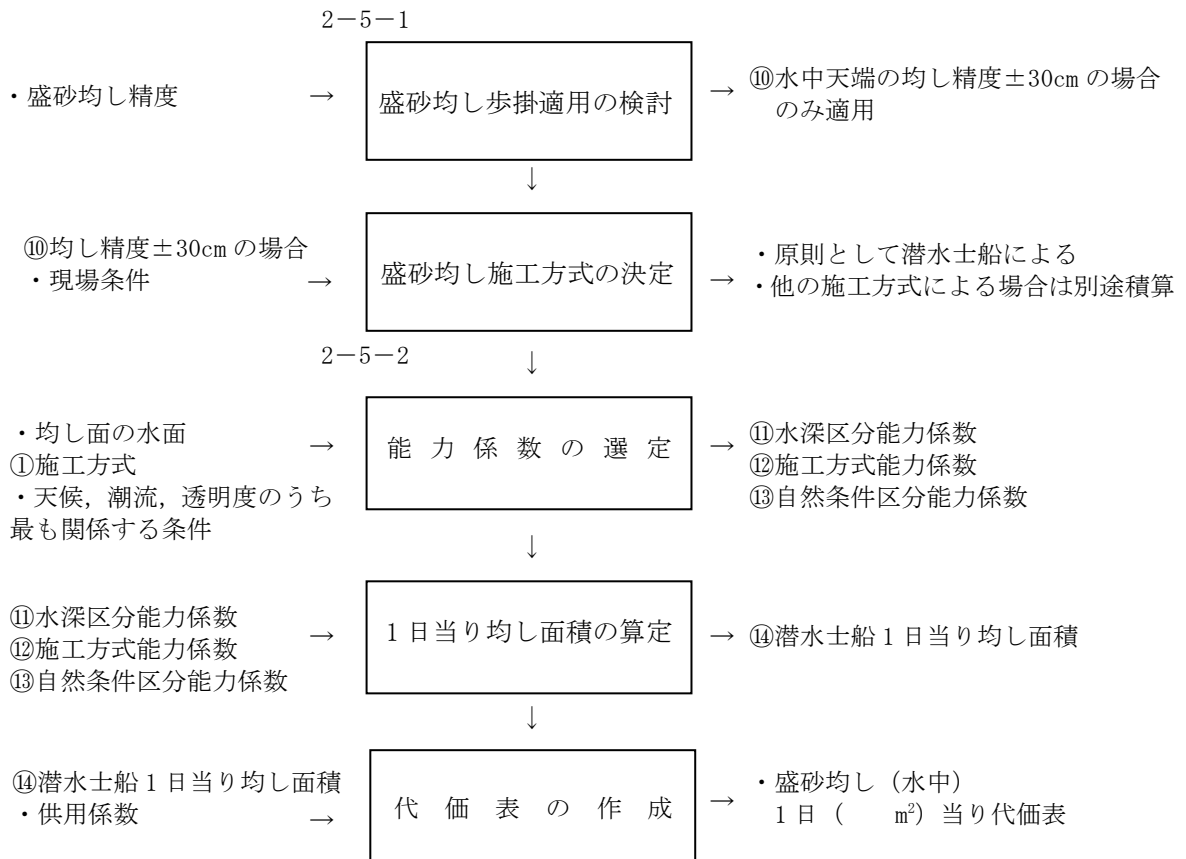 2-5-1
・盛砂均し精度
→
盛砂均し歩掛適用の検討
→
⑩水中天端の均し精度±30cmの場合
のみ適用
↓
⑩均し精度±30cmの場合
・現場条件
→
盛砂均し施工方式の決定
→
・原則として潜水士船による
・他の施工方式による場合は別途積算
2-5-2
↓
・均し面の水面
①施工方式
・天候，潮流，透明度のうち
最も関係する条件
→
能力係数の選定
→
⑪水深区分能力係数
⑫施工方式能力係数
⑬自然条件区分能力係数
↓
⑪水深区分能力係数
⑫施工方式能力係数
⑬自然条件区分能力係数
→
1日当り均し面積の算定
→
⑭潜水士船1日当り均し面積
↓
⑭潜水士船1日当り均し面積
・供用係数
→
代価表の作成
→
・盛砂均し（水中）
1日（　　m²）当り代価表